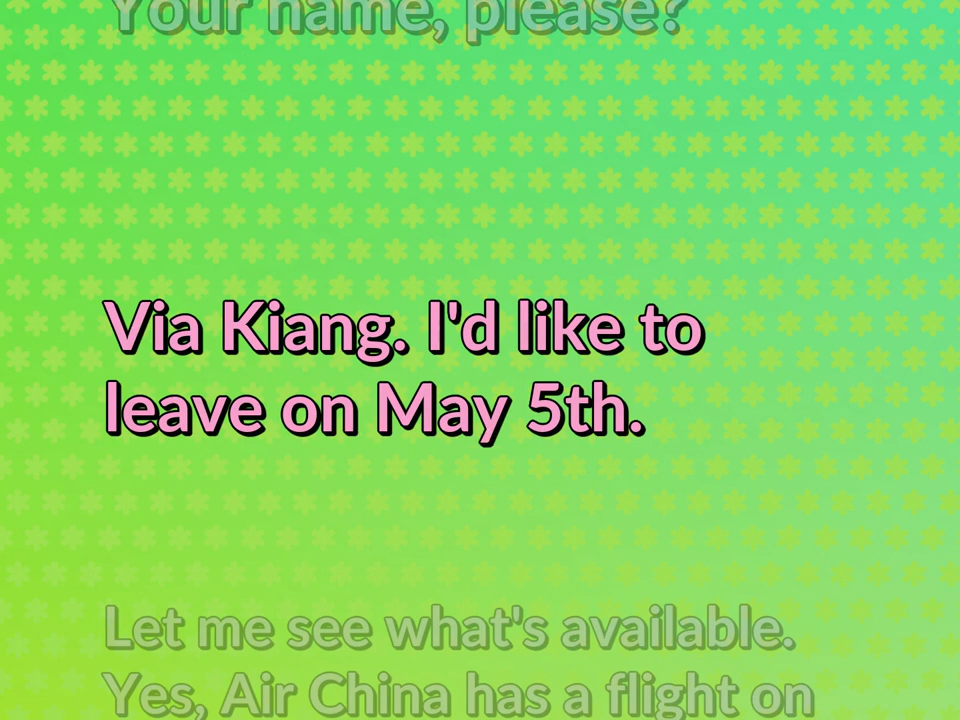 Your name, please?
Via Kiang. I'd like to
leave on May 5th.
Let me see what's available.
Yes, Air China has a flight on